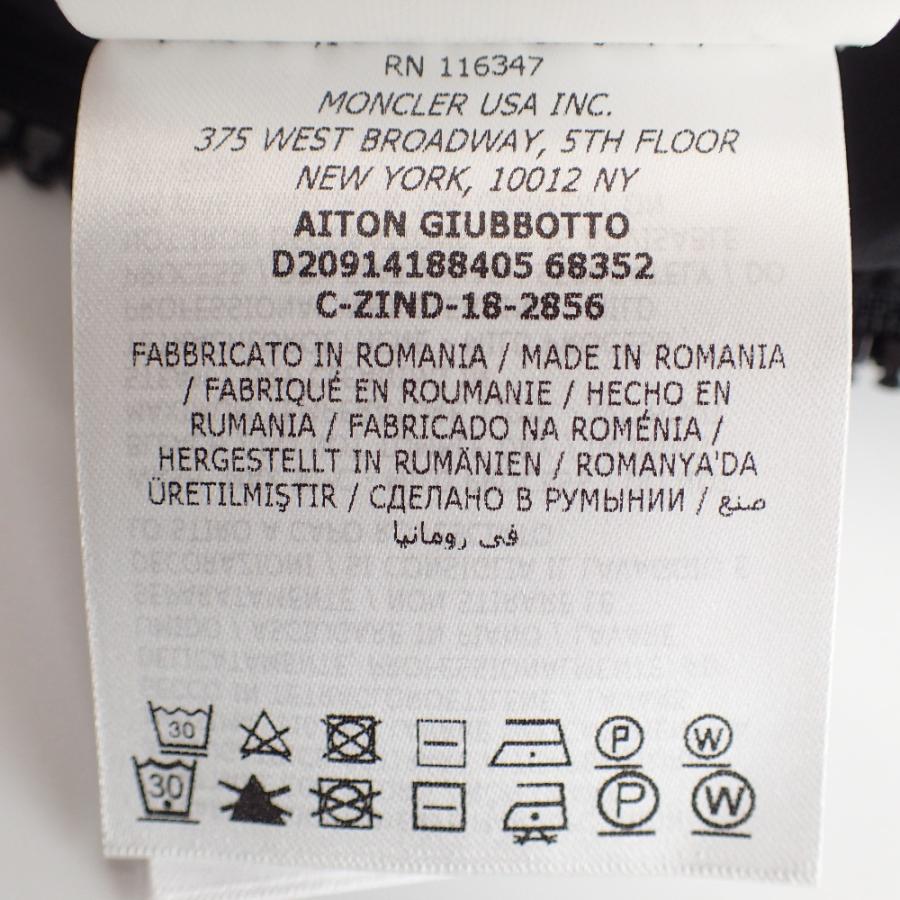 RN 116347
MONCLER USA INC.
375 WEST BROADWAY, 5TH FLOOR
NEW YORK, 10012 NY
AITON GIUBBOTTO
D20914188405 68352
C-ZIND-18-2856
FABBRICATO IN ROMANIA / MADE IN ROMANIA
/ FABRIQUÉ EN ROUMANIE / HECHO EN
RUMANIA / FABRICADO NA ROMÉNIA /
HERGESTELLT IN RUMÄNIEN / ROMANYA'DA
ÜRETILMIŞTIR / СДЕЛАНО В РУМЫНИИ / صنع
في رومانيا
30 P W
30 P W